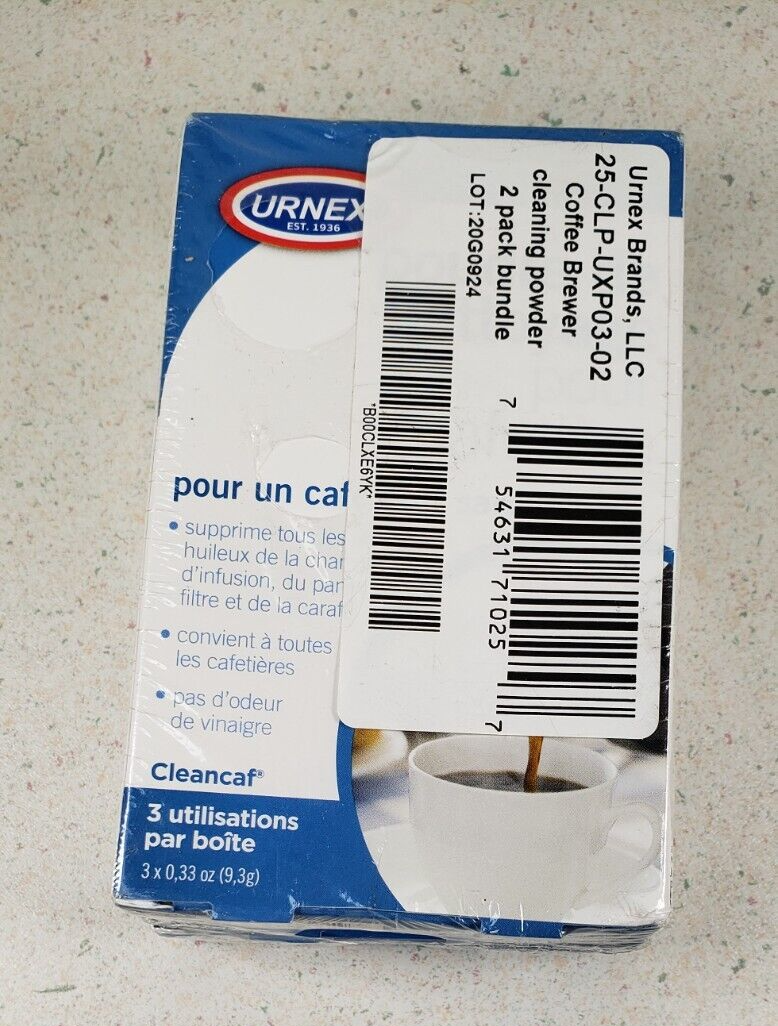 URNEX
EST. 1936
pour un caf
• supprime tous les
huileux de la cha
d'infusion, du pa
filtre et de la caraf
• convient à toutes
les cafetières
• pas d'odeur
de vinaigre
Cleancaf®
3 utilisations
par boîte
3 x 0,33 oz (9,3g)
Urnex Brands, LLC
25-CLP-UXP03-02
Coffee Brewer
cleaning powder
2 pack bundle
LOT:20G0924
*B00CLXE6YK*
7 54631 71025 7